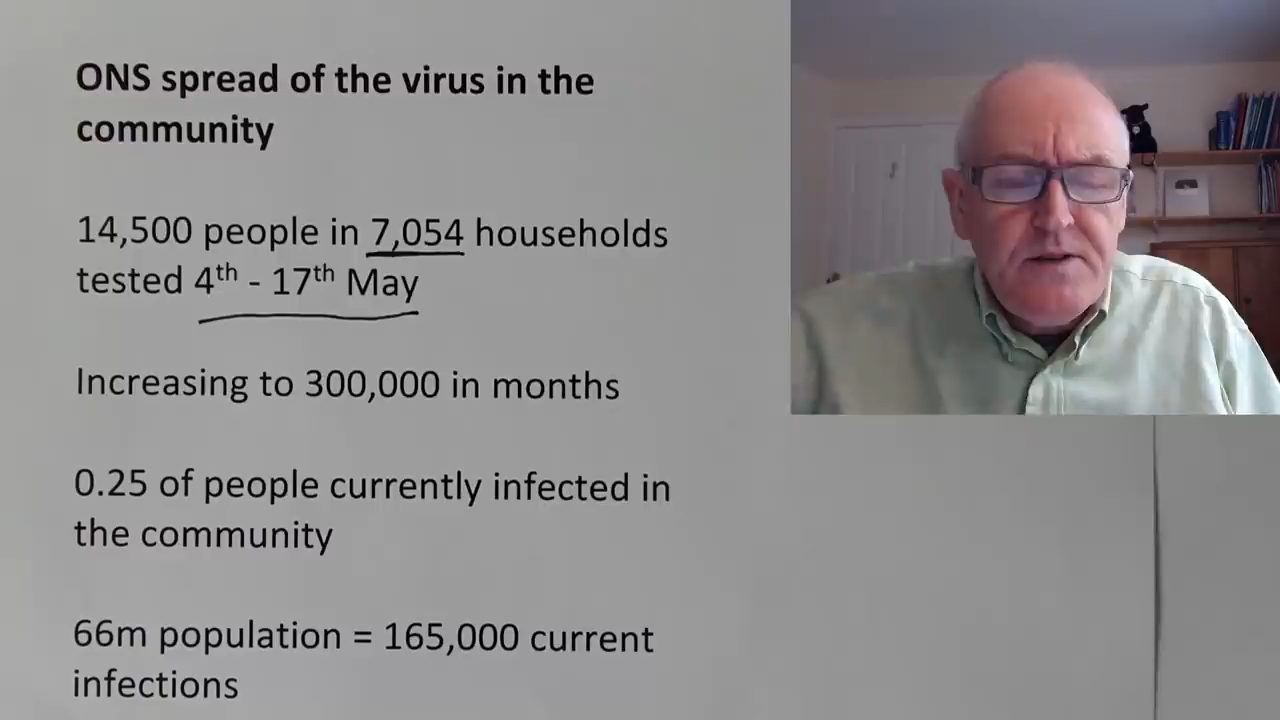 ONS spread of the virus in the
community
14,500 people in 7,054 households
tested 4th - 17th May
Increasing to 300,000 in months
0.25 of people currently infected in
the community
66m population = 165,000 current
infections